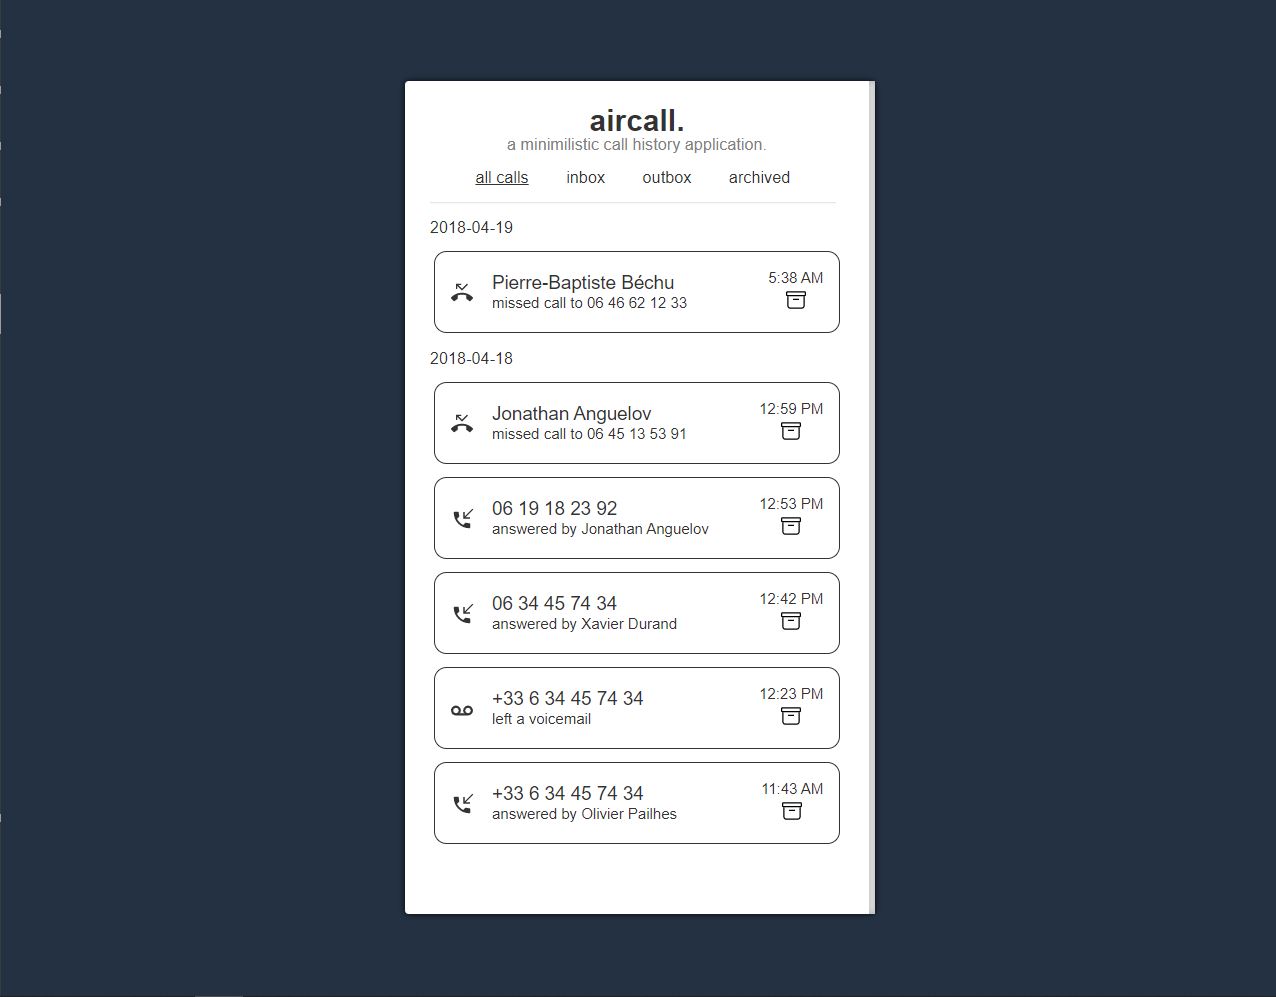 aircall.
a minimilistic call history application.
all calls inbox outbox archived
2018-04-19
Pierre-Baptiste Béchu
5:38 AM
missed call to 06 46 62 12 33
2018-04-18
Jonathan Anguelov
12:59 PM
missed call to 06 45 13 53 91
06 19 18 23 92
12:53 PM
answered by Jonathan Anguelov
06 34 45 74 34
12:42 PM
answered by Xavier Durand
+33 6 34 45 74 34
12:23 PM
left a voicemail
+33 6 34 45 74 34
11:43 AM
answered by Olivier Pailhes